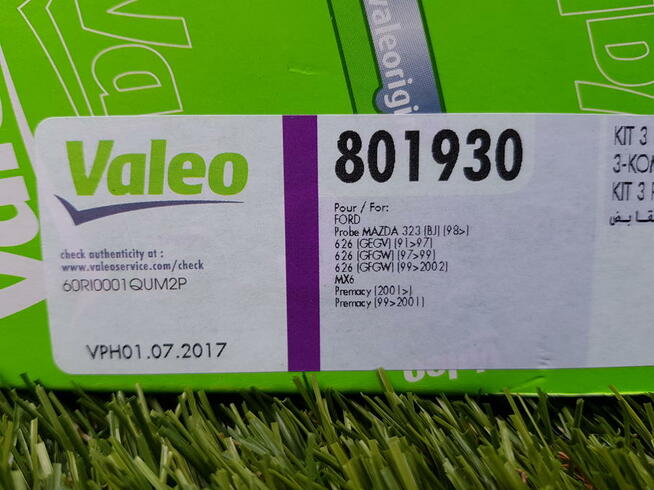 valeorigi
Valeo
check authenticity at :
www.valeoservice.com/check
60RI0001QUM2P
VPH01.07.2017
801930
Pour / For:
FORD
Probe MAZDA 323 (BJ) (98>)
626 (GEGV) (91>97)
626 (GFGW) (97>99)
626 (GFGW) (99>2002)
MX6
Premacy (2001>)
Premacy (99>2001)
KIT 3
3-KOM
KIT 3